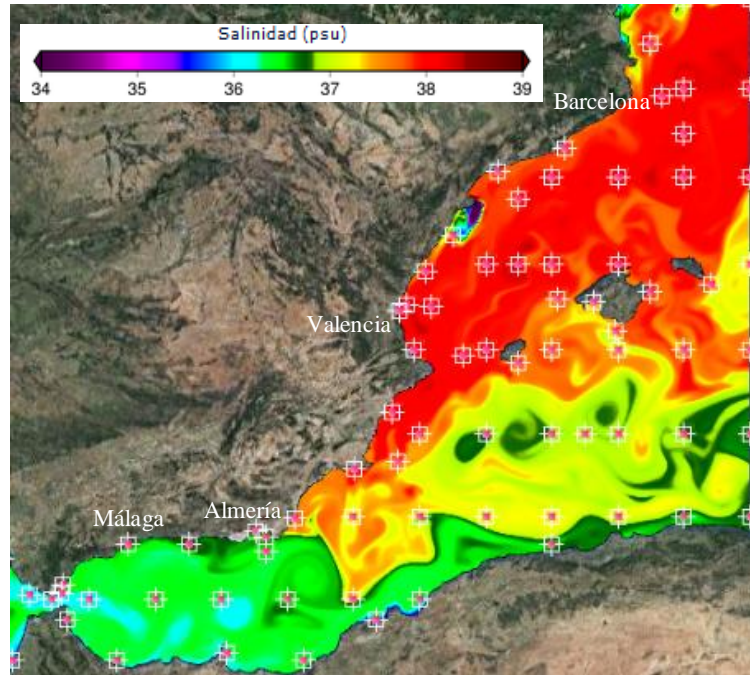 Salinidad (psu)
34 35 36 37 38 39
Barcelona
Valencia
Almería
Málaga